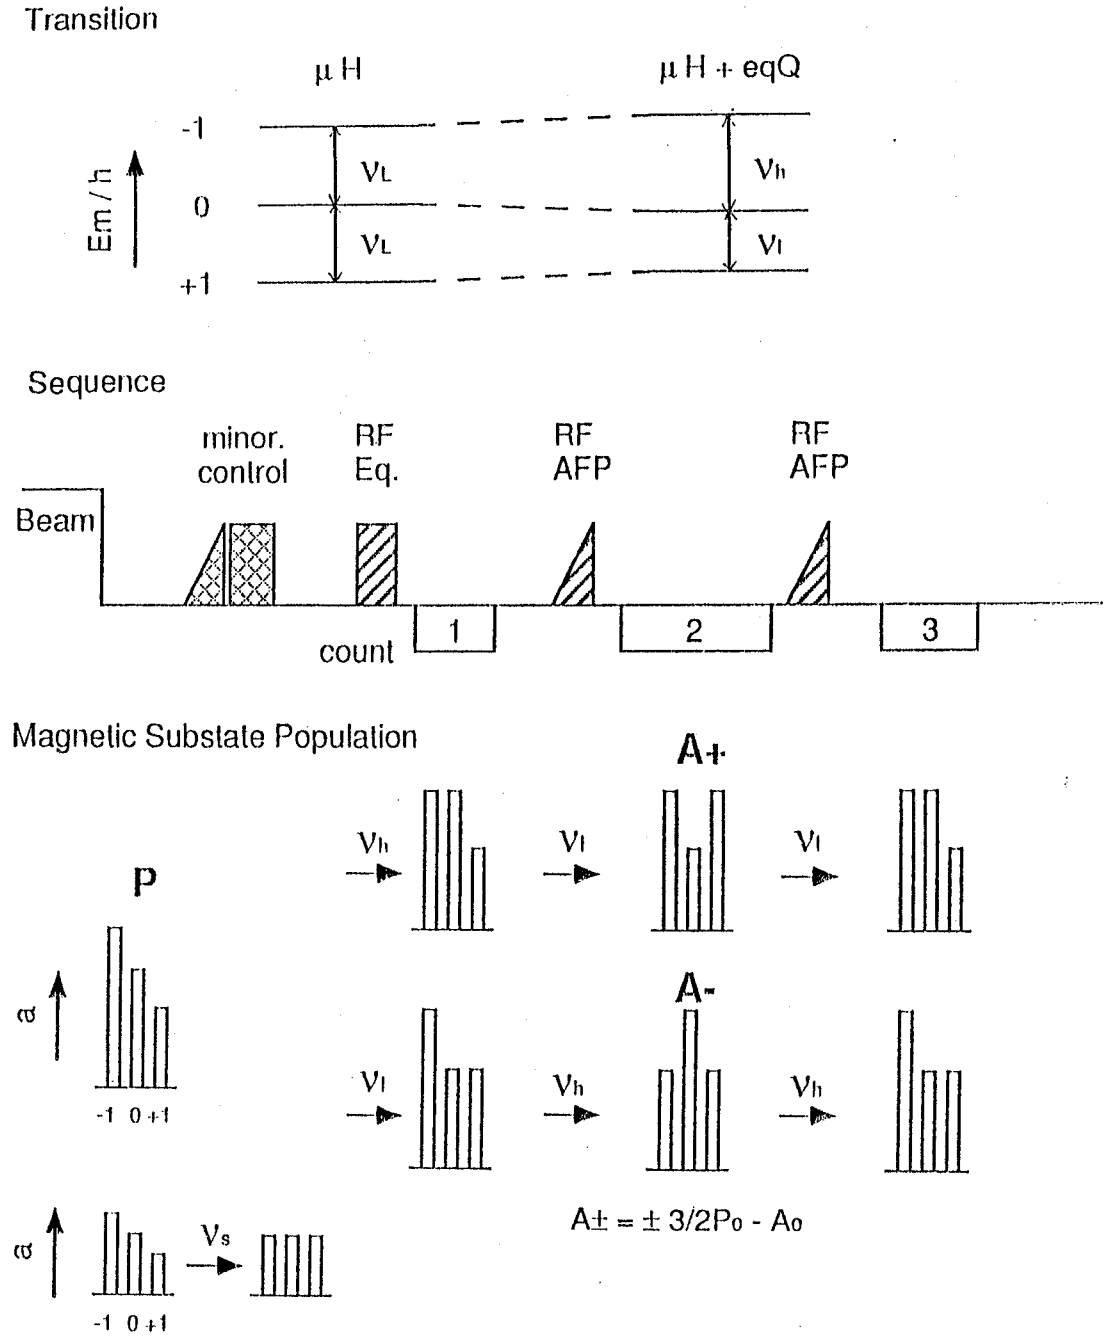 Transition
μ H
μ H + eqQ
-1
νL
νh
Em / h
0
νL
νl
+1
Sequence
minor.
control
RF
Eq.
RF
AFP
RF
AFP
Beam
count
1
2
3
Magnetic Substate Population
A+
νh
νl
νl
P
a
-1 0 +1
A-
νl
νh
νh
A± = ± 3/2P0 - A0
a
νs
-1 0 +1